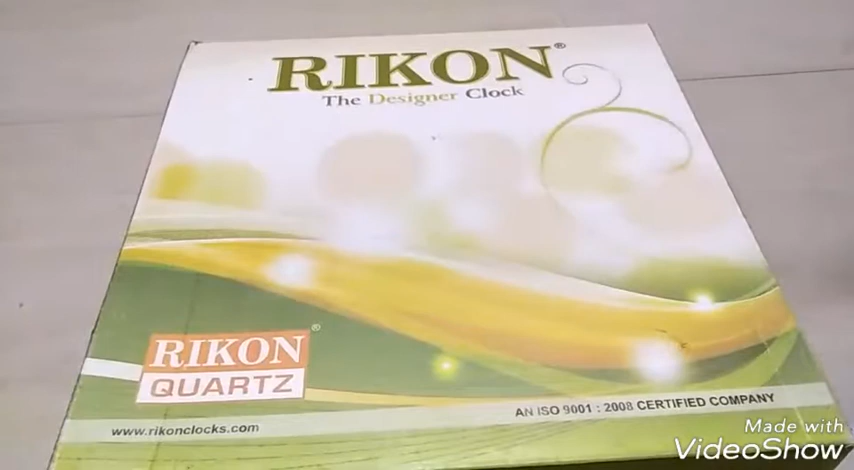 RIKON®
The Designer Clock
RIKON®
QUARTZ
AN ISO 9001 : 2008 CERTIFIED COMPANY
www.rikonclocks.com
Made with
VideoShow